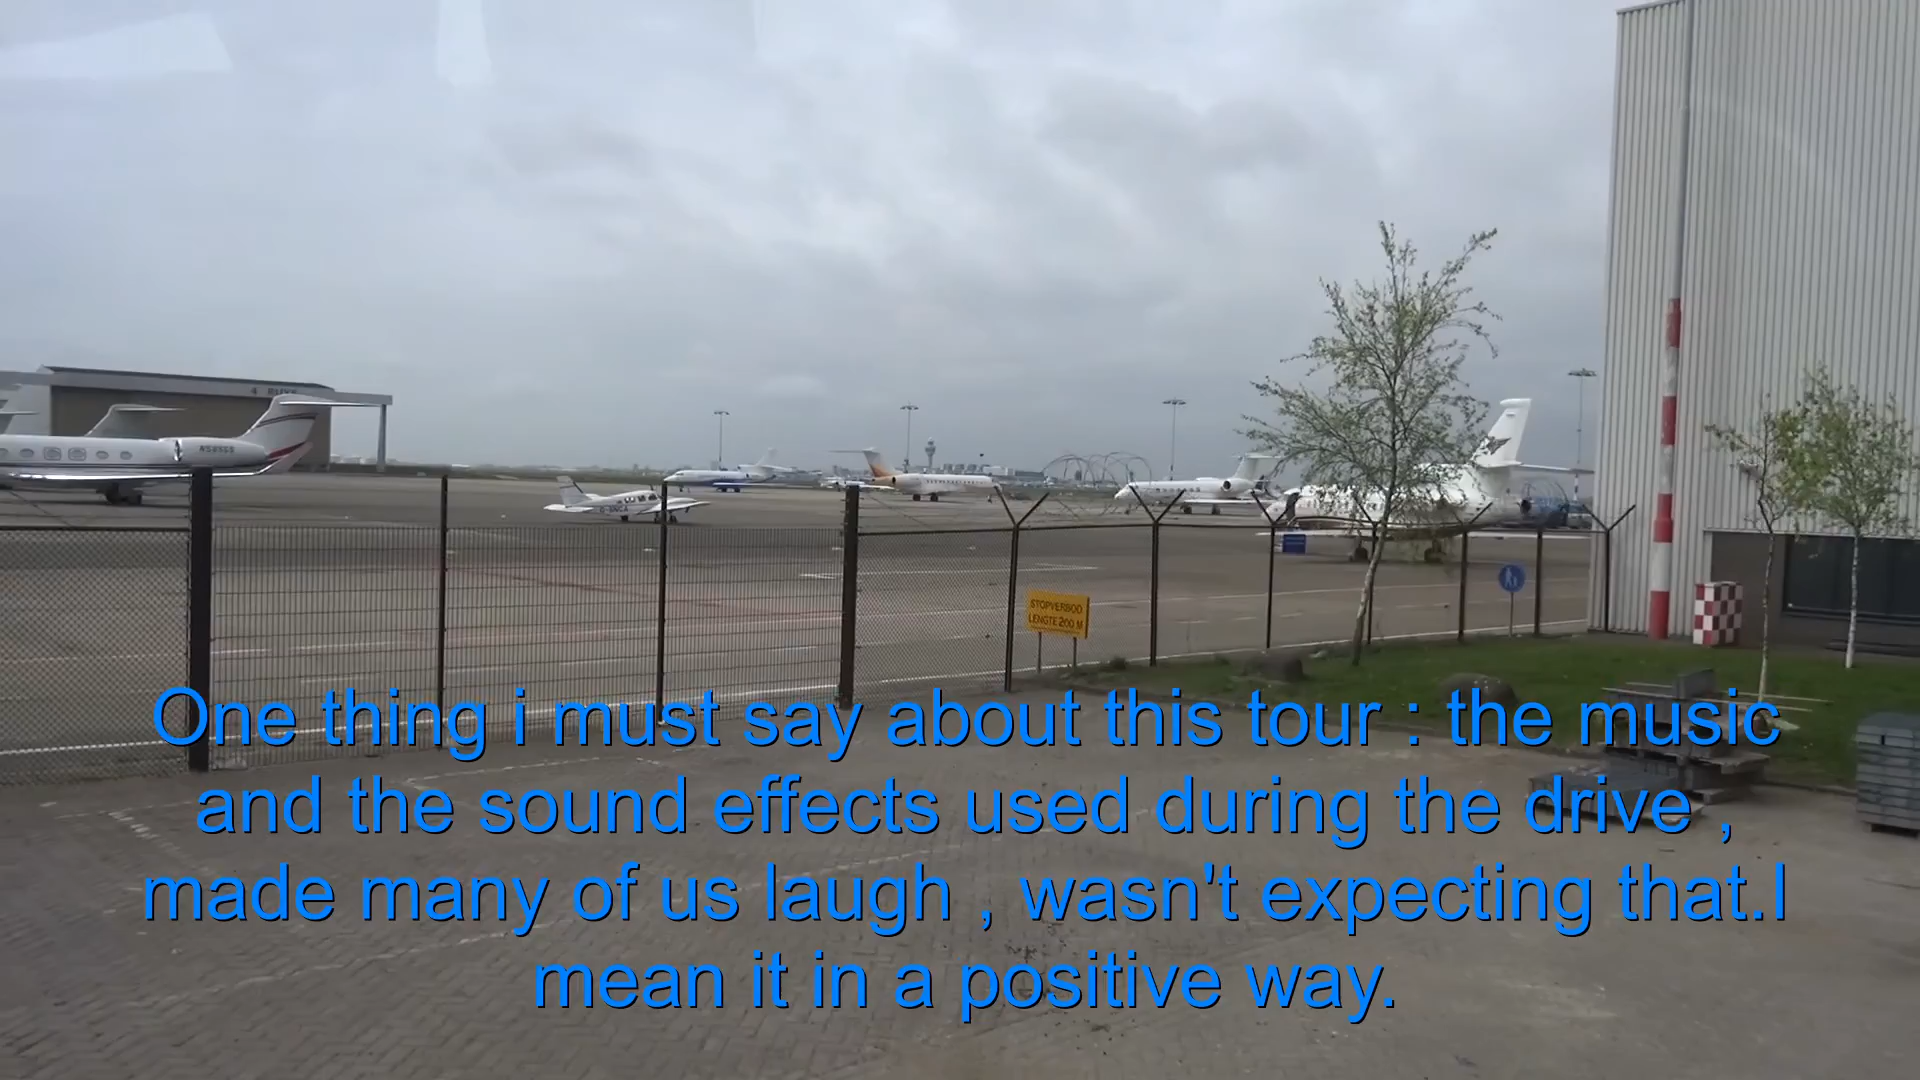 STOPVERBOD
LENGTE 200 M
One thing i must say about this tour : the music
and the sound effects used during the drive ,
made many of us laugh , wasn't expecting that.I
mean it in a positive way.